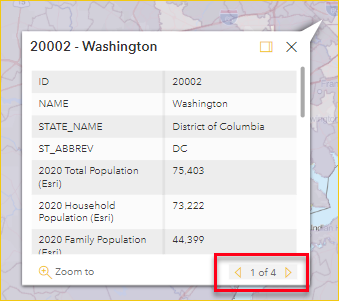 20002 - Washington
ID 20002
NAME Washington
STATE_NAME District of Columbia
ST_ABBREV DC
2020 Total Population 75,403
(Esri)
2020 Household 73,222
Population (Esri)
2020 Family Population 44,399
(Esri)
Zoom to 1 of 4